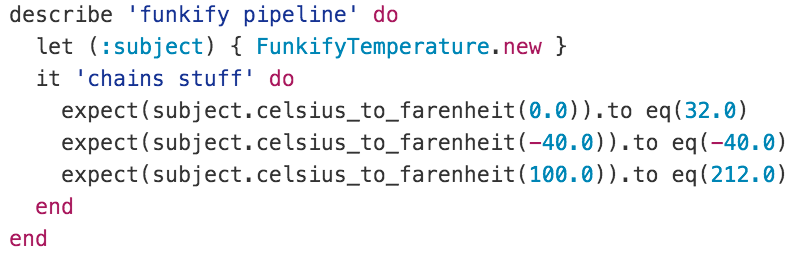 describe 'funkify pipeline' do
  let (:subject) { FunkifyTemperature.new }
  it 'chains stuff' do
    expect(subject.celsius_to_farenheit(0.0)).to eq(32.0)
    expect(subject.celsius_to_farenheit(-40.0)).to eq(-40.0)
    expect(subject.celsius_to_farenheit(100.0)).to eq(212.0)
  end
end